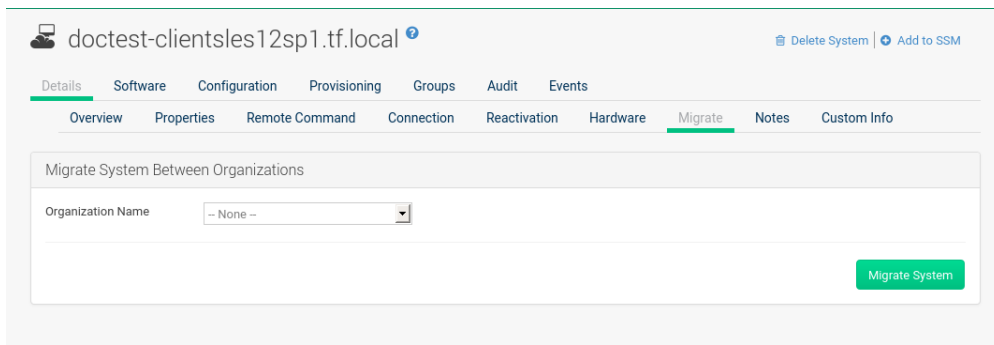 doctest-clientsles12sp1.tf.local ?
Delete System | Add to SSM
Details Software Configuration Provisioning Groups Audit Events
Overview Properties Remote Command Connection Reactivation Hardware Migrate Notes Custom Info
Migrate System Between Organizations
Organization Name -- None --
Migrate System